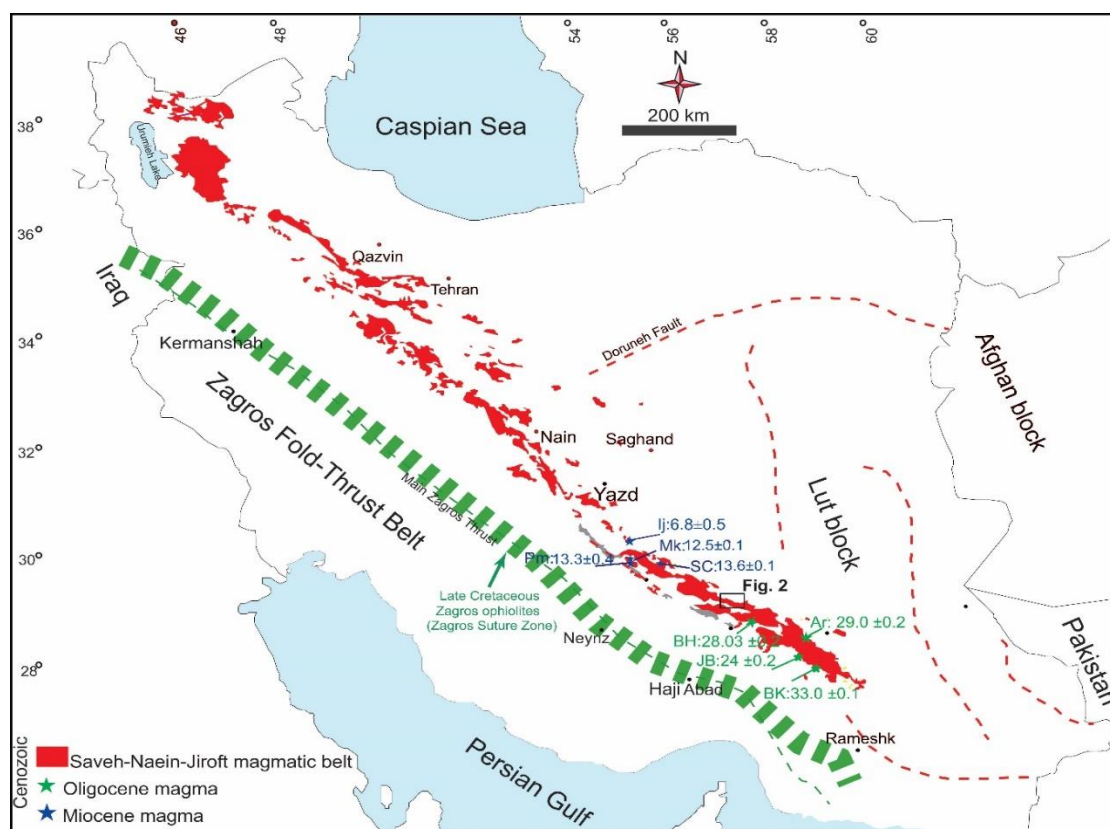 46°
48°
54
56
58
60
N
200 km
38°
36°
34°
32°
30°
28°
Caspian Sea
Urumieh Lake
Qazvin
Tehran
Iraq
Kermanshah
Doruneh Fault
Afghan block
Zagros Fold-Thrust Belt
Main Zagros Thrust
Nain
Saghand
Yazd
Lut block
Ij:6.8±0.5
Mk:12.5±0.1
Pm:13.3±0.4
SC:13.6±0.1
Fig. 2
Late Cretaceous
Zagros ophiolites
(Zagros Suture Zone)
Neyriz
Ar: 29.0 ±0.2
BH:28.03
JB:24 ±0.2
BK:33.0 ±0.1
Haji Abad
Rameshk
Pakistan
Persian Gulf
Cenozoic
Saveh-Naein-Jiroft magmatic belt
Oligocene magma
Miocene magma